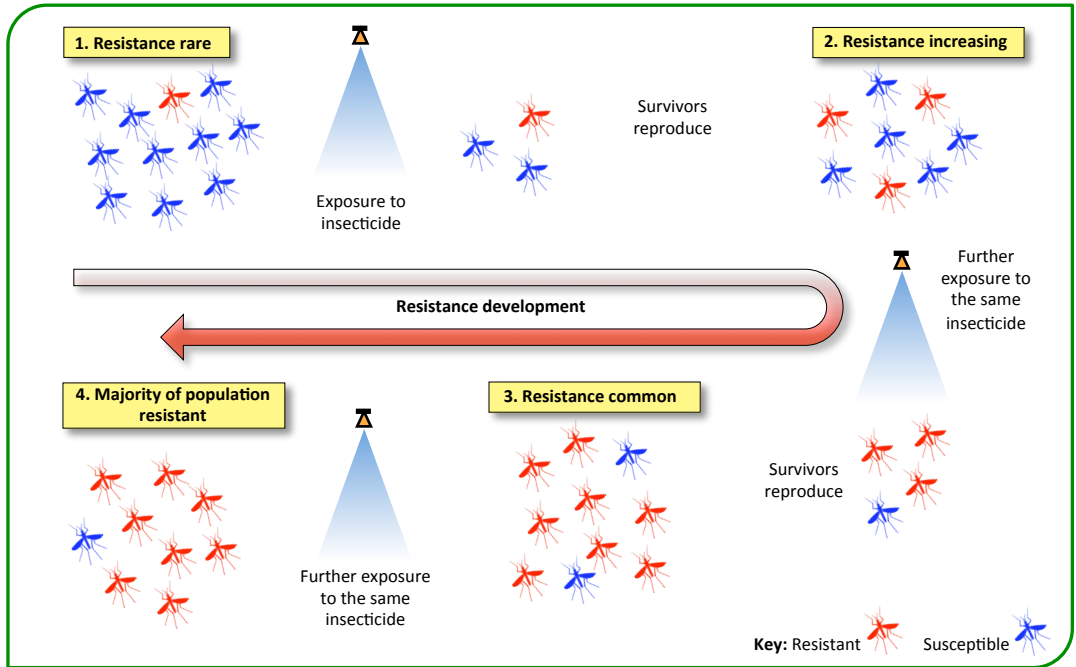 1. Resistance rare
Exposure to
insecticide
Survivors
reproduce
2. Resistance increasing
Further
exposure to
the same
insecticide
Resistance development
Survivors
reproduce
3. Resistance common
Further exposure
to the same
insecticide
4. Majority of population
resistant
Key: Resistant Susceptible